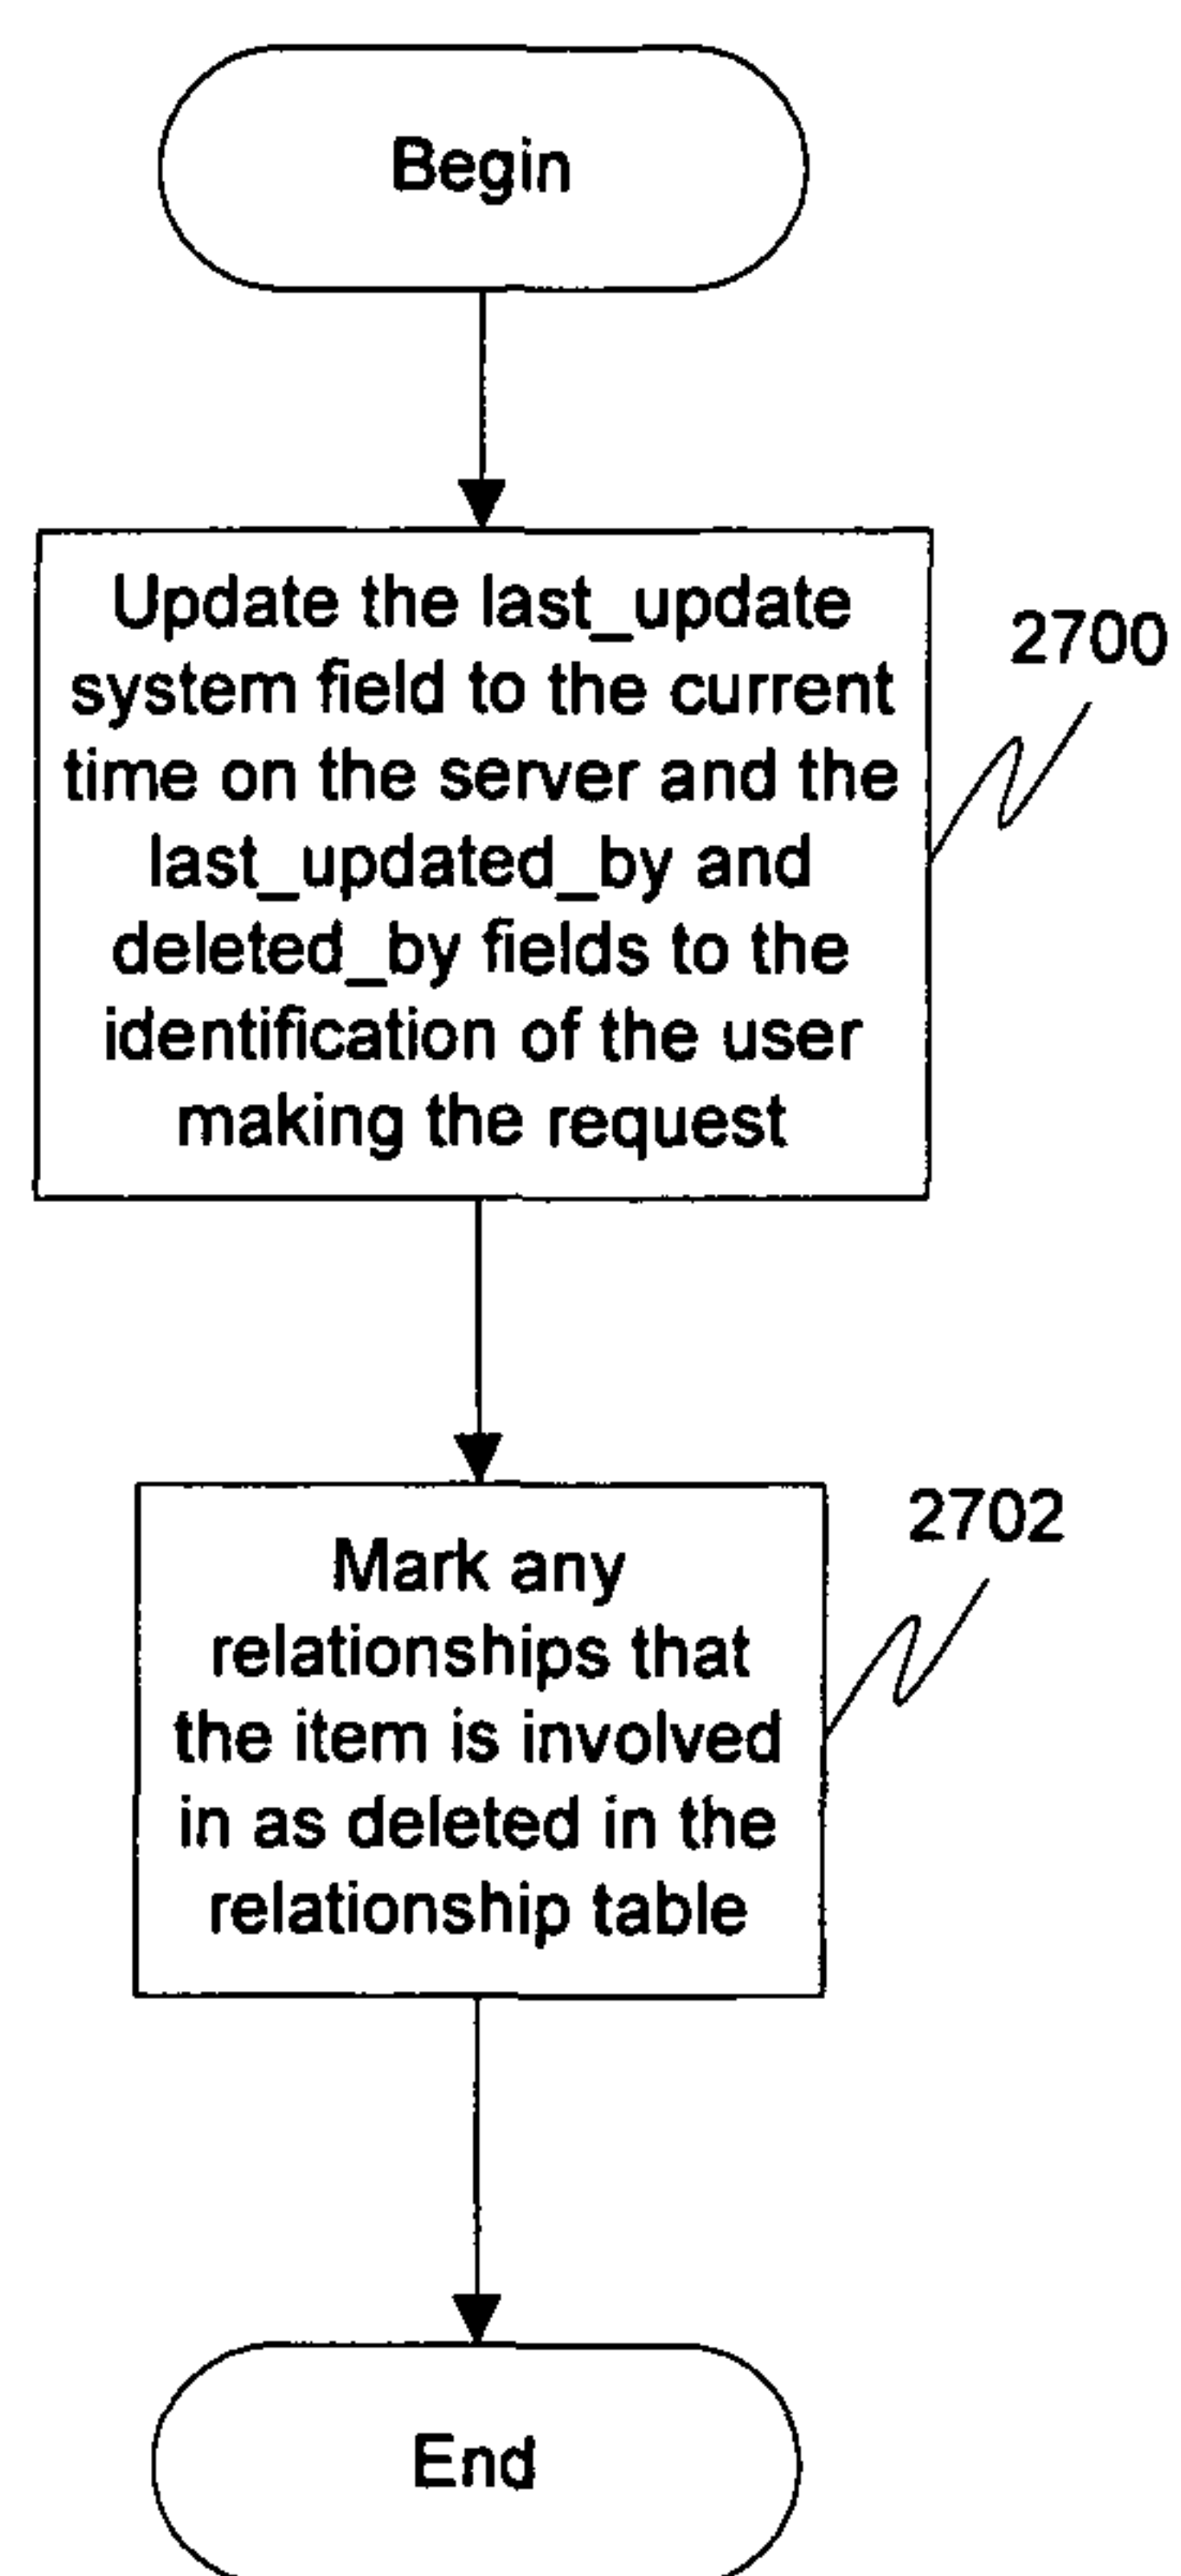 Begin
Update the last_update
system field to the current
time on the server and the
last_updated_by and
deleted_by fields to the
identification of the user
making the request
2700
Mark any
relationships that
the item is involved
in as deleted in the
relationship table
2702
End